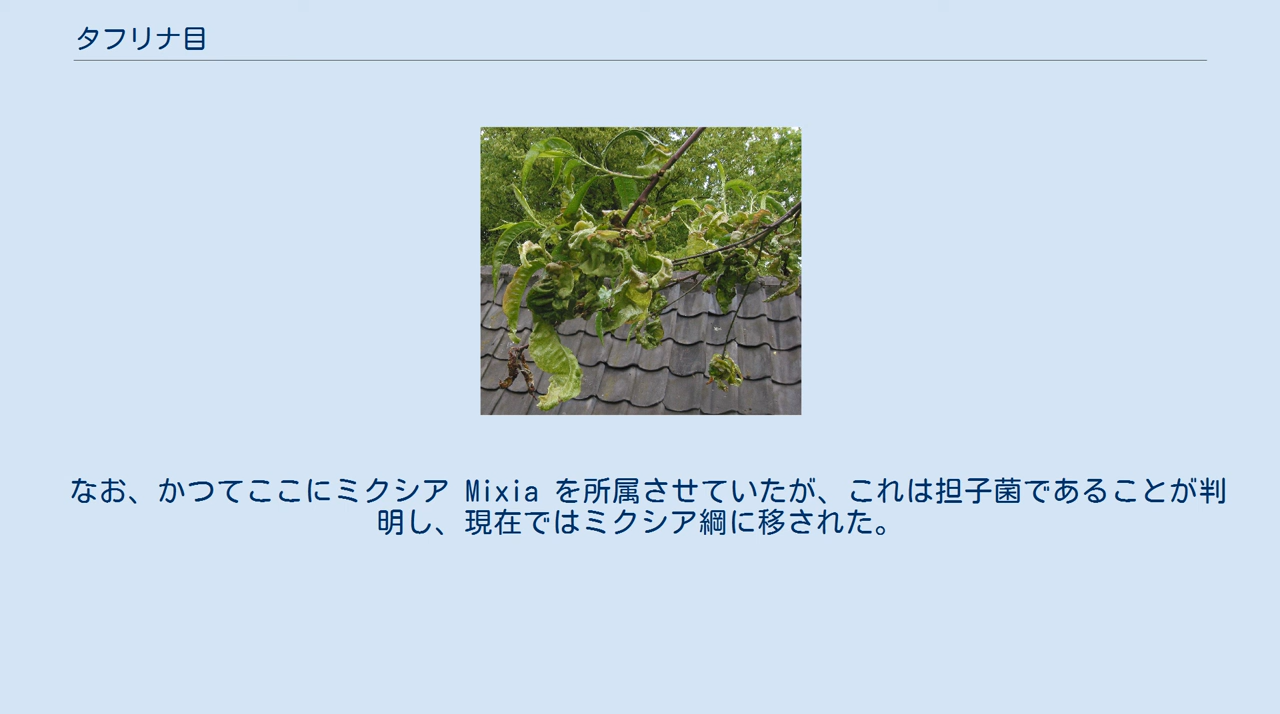 タフリナ目
なお、かつてここにミクシア Mixia を所属させていたが、これは担子菌であることが判
明し、現在ではミクシア綱に移された。